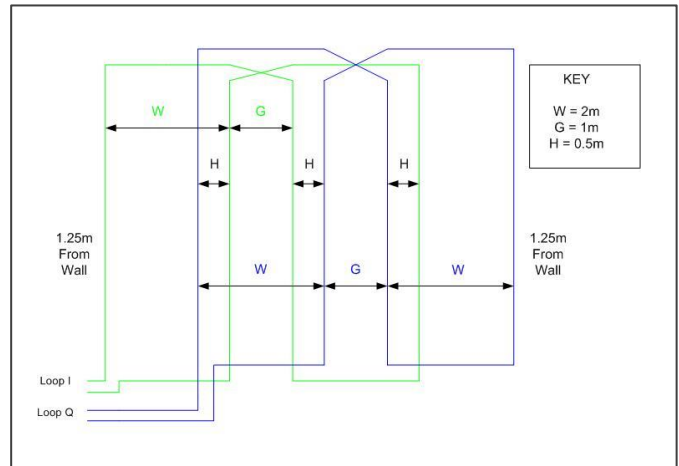 KEY
W = 2m
G = 1m
H = 0.5m
W
G
H
H
H
1.25m
From
Wall
1.25m
From
Wall
W
G
W
Loop I
Loop Q